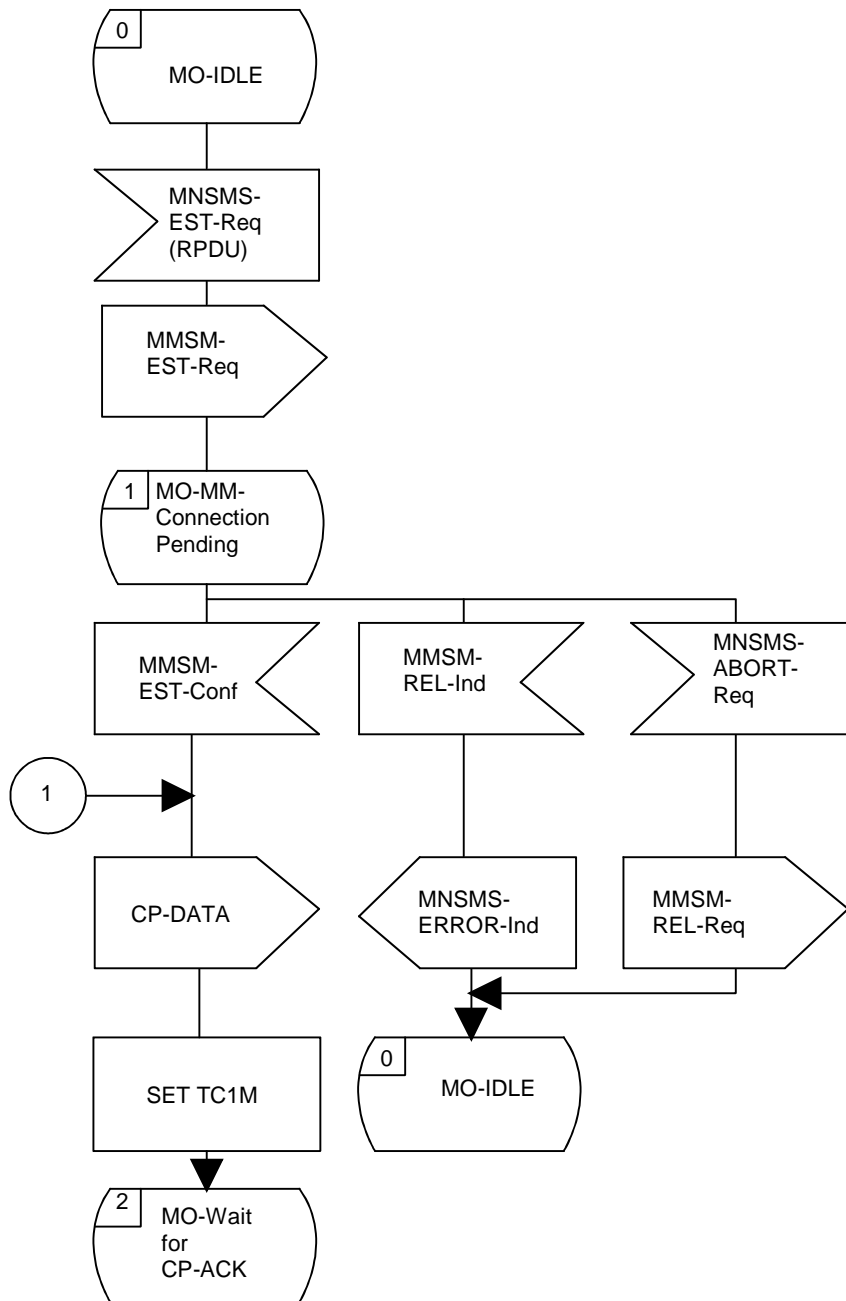 0
MO-IDLE
MNSMS-
EST-Req
(RPDU)
MMSM-
EST-Req
1
MO-MM-
Connection
Pending
MMSM-
EST-Conf
MMSM-
REL-Ind
MNSMS-
ABORT-
Req
1
CP-DATA
MNSMS-
ERROR-Ind
MMSM-
REL-Req
SET TC1M
0
MO-IDLE
2
MO-Wait
for
CP-ACK